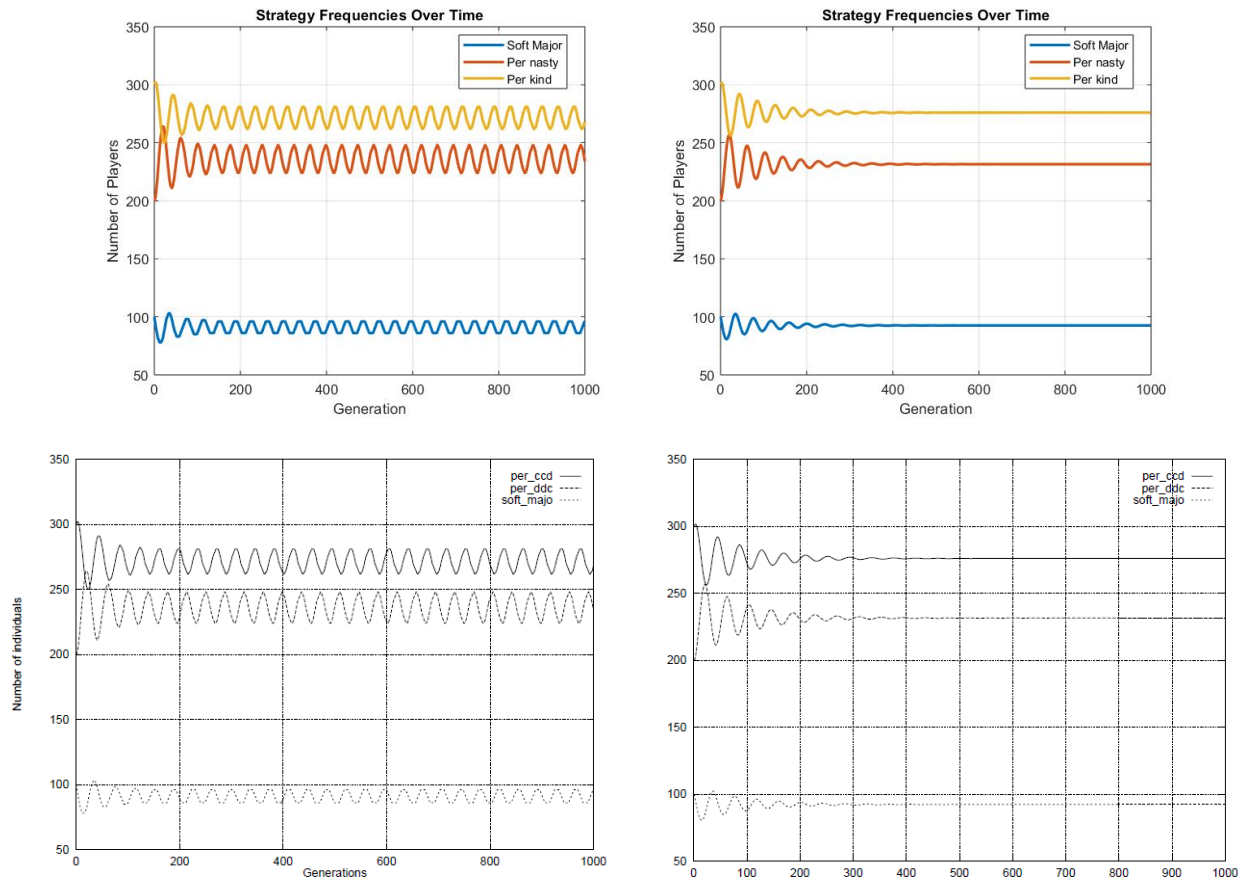 Strategy Frequencies Over Time
350
300
250
200
150
100
50
Number of Players
Soft Major
Per nasty
Per kind
0 200 400 600 800 1000
Generation
Strategy Frequencies Over Time
350
300
250
200
150
100
50
Number of Players
Soft Major
Per nasty
Per kind
0 200 400 600 800 1000
Generation
350
300
250
200
150
100
50
Number of individuals
per_ccd
per_ddc
soft_majo
0 200 400 600 800 1000
Generations
350
300
250
200
150
100
50
per_ccd
per_ddc
soft_majo
0 100 200 300 400 500 600 700 800 900 1000